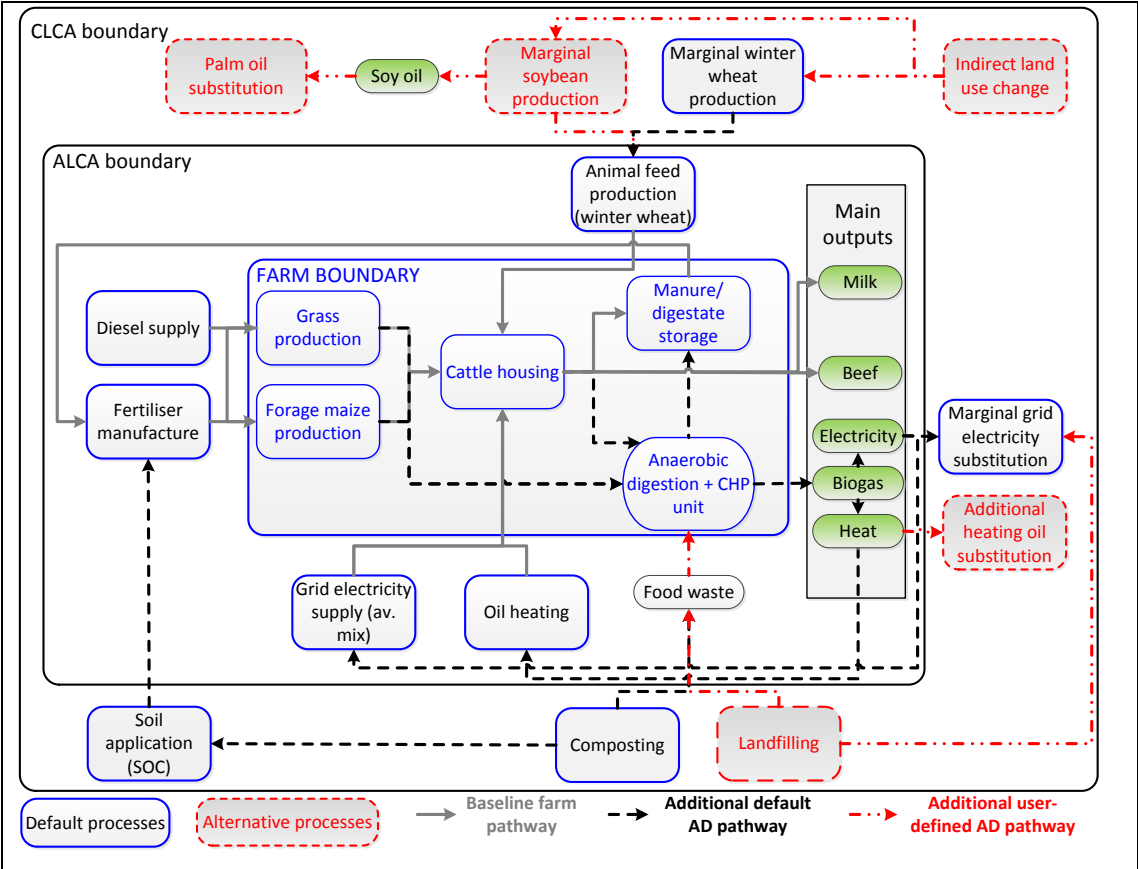 CLCA boundary
Palm oil
substitution
Soy oil
Marginal
soybean
production
Marginal winter
wheat
production
Indirect land
use change
ALCA boundary
Animal feed
production
(winter wheat)
Main
outputs
FARM BOUNDARY
Diesel supply
Grass
production
Manure/
digestate
storage
Milk
Cattle housing
Beef
Fertiliser
manufacture
Forage maize
production
Electricity
Marginal grid
electricity
substitution
Anaerobic
digestion + CHP
unit
Biogas
Heat
Additional
heating oil
substitution
Grid electricity
supply (av.
mix)
Oil heating
Food waste
Soil
application
(SOC)
Composting
Landfilling
Default processes
Alternative processes
Baseline farm
pathway
Additional default
AD pathway
Additional user-
defined AD pathway